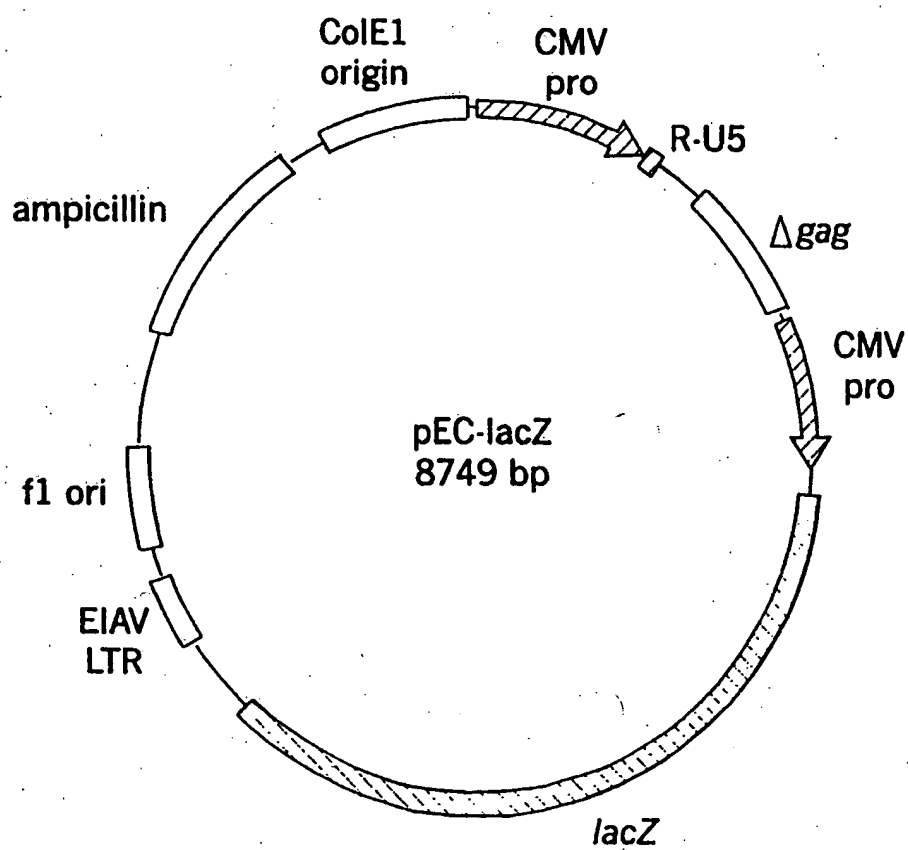 ColE1
origin
CMV
pro
R-U5
Δgag
CMV
pro
ampicillin
pEC-lacZ
8749 bp
f1 ori
EIAV
LTR
lacZ